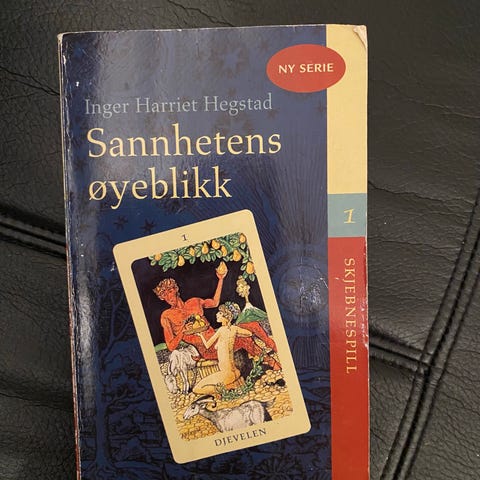 NY SERIE
Inger Harriet Hegstad
Sannhetens
øyeblikk
1
SKJEBNESPILL
1
DJEVELEN